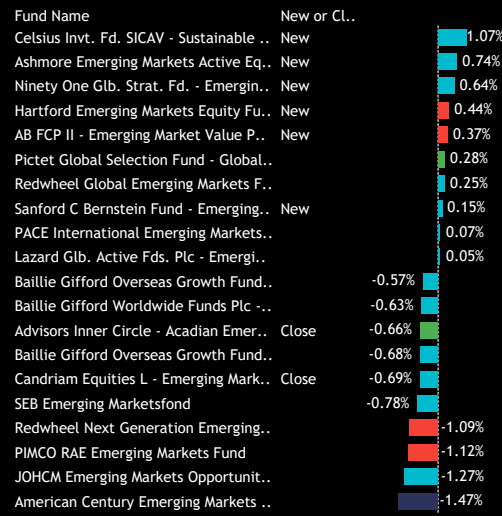 Fund Name New or Cl..
Celsius Invt. Fd. SICAV - Sustainable .. New 1.07%
Ashmore Emerging Markets Active Eq.. New 0.74%
Ninety One Glb. Strat. Fd. - Emergin.. New 0.64%
Hartford Emerging Markets Equity Fu.. New 0.44%
AB FCP II - Emerging Market Value P.. New 0.37%
Pictet Global Selection Fund - Global.. 0.28%
Redwheel Global Emerging Markets F.. 0.25%
Sanford C Bernstein Fund - Emerging.. New 0.15%
PACE International Emerging Markets.. 0.07%
Lazard Glb. Active Fds. Plc - Emergi.. 0.05%
Baillie Gifford Overseas Growth Fund.. -0.57%
Baillie Gifford Worldwide Funds Plc -.. -0.63%
Advisors Inner Circle - Acadian Emer.. Close -0.66%
Baillie Gifford Overseas Growth Fund.. -0.68%
Candriam Equities L - Emerging Mark.. Close -0.69%
SEB Emerging Marketsfond -0.78%
Redwheel Next Generation Emerging.. -1.09%
PIMCO RAE Emerging Markets Fund -1.12%
JOHCM Emerging Markets Opportunit.. -1.27%
American Century Emerging Markets .. -1.47%